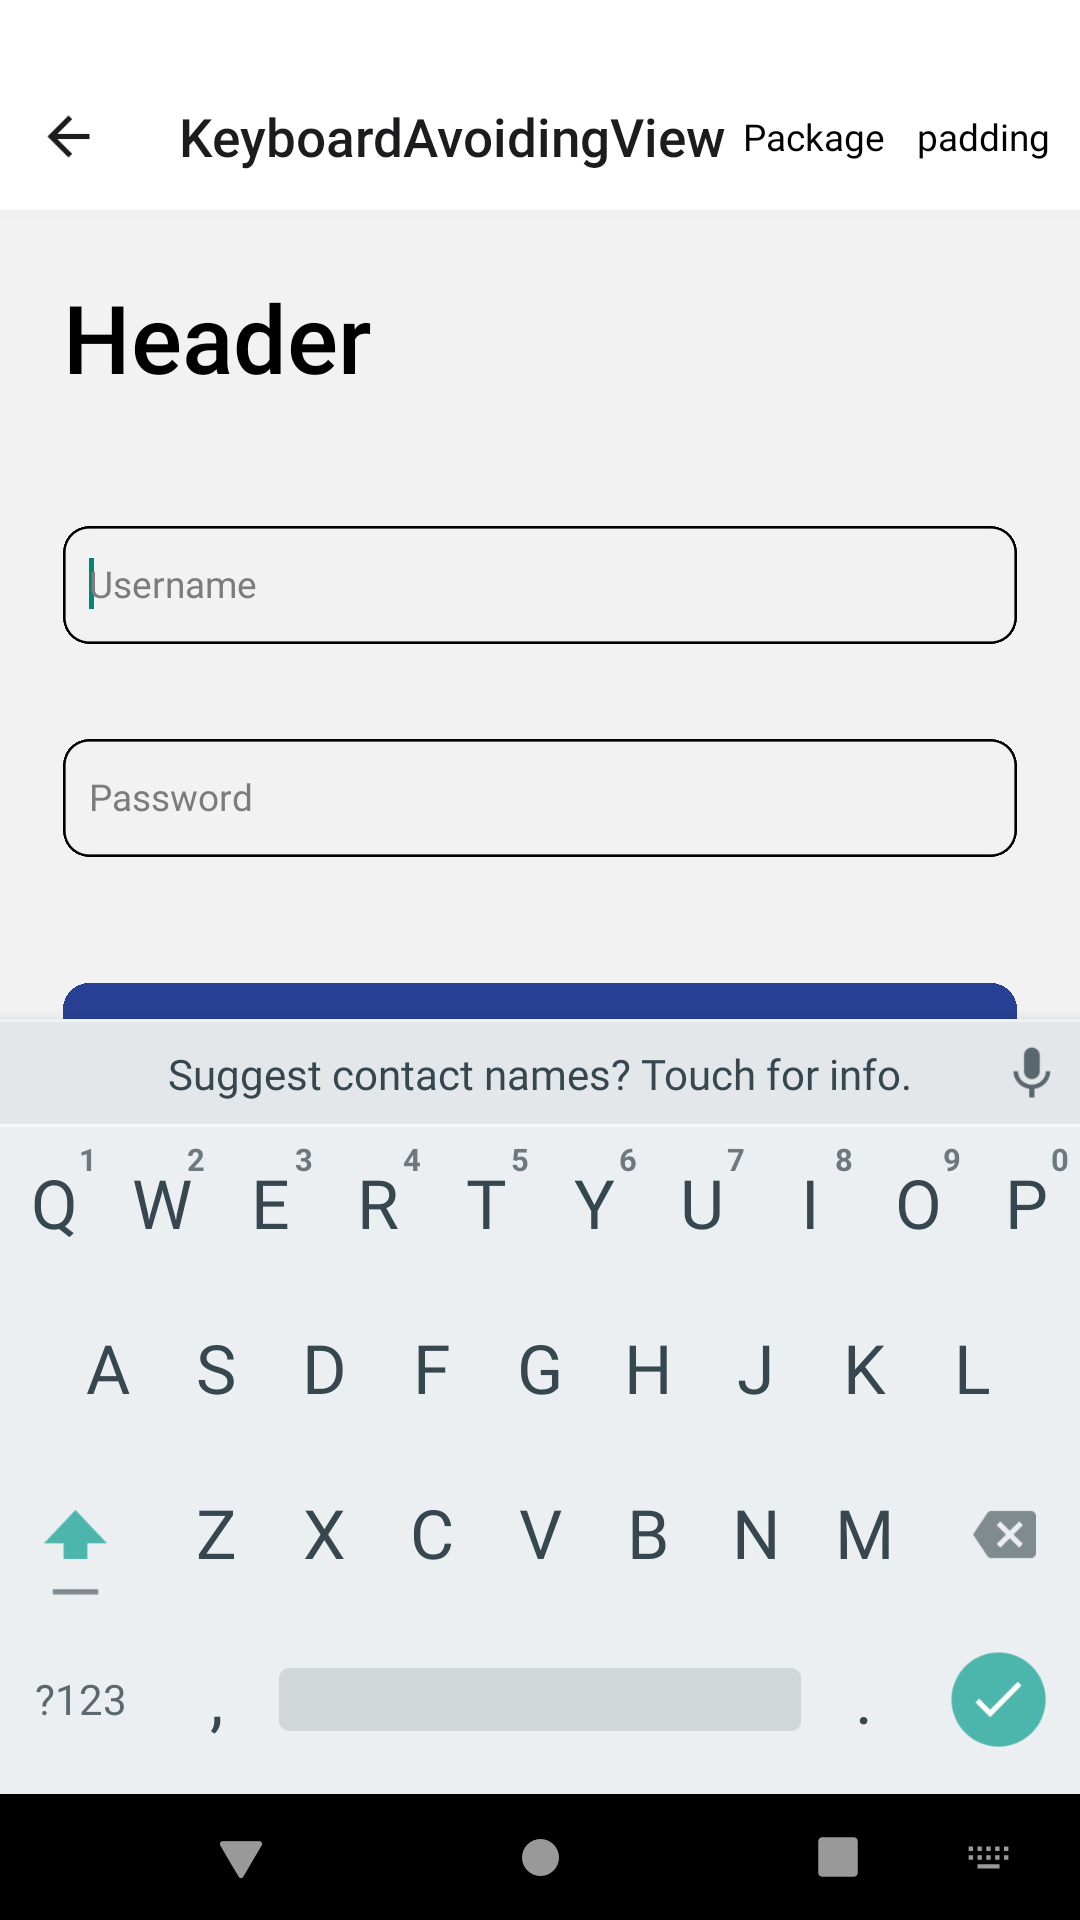 KeyboardAvoidingView Package padding
Header
Username
Password
Suggest contact names? Touch for info.
1 2 3 4 5 6 7 8 9 0
Q W E R T Y U I O P
A S D F G H J K L
Z X C V B N M
?123 , .